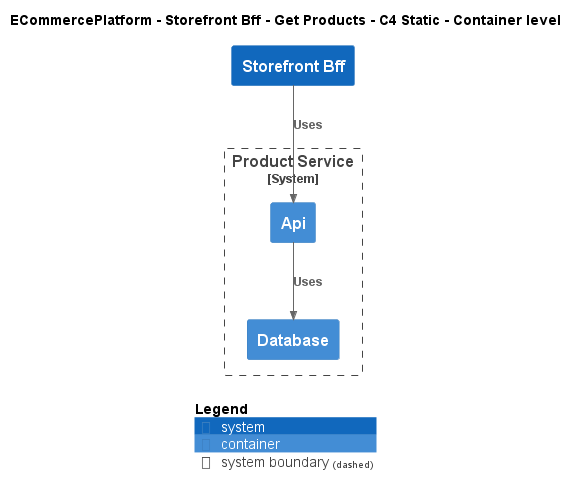 ECommercePlatform - Storefront Bff - Get Products - C4 Static - Container level
Storefront Bff
Uses
Product Service
[System]
Api
Uses
Database
Legend
system
container
system boundary (dashed)